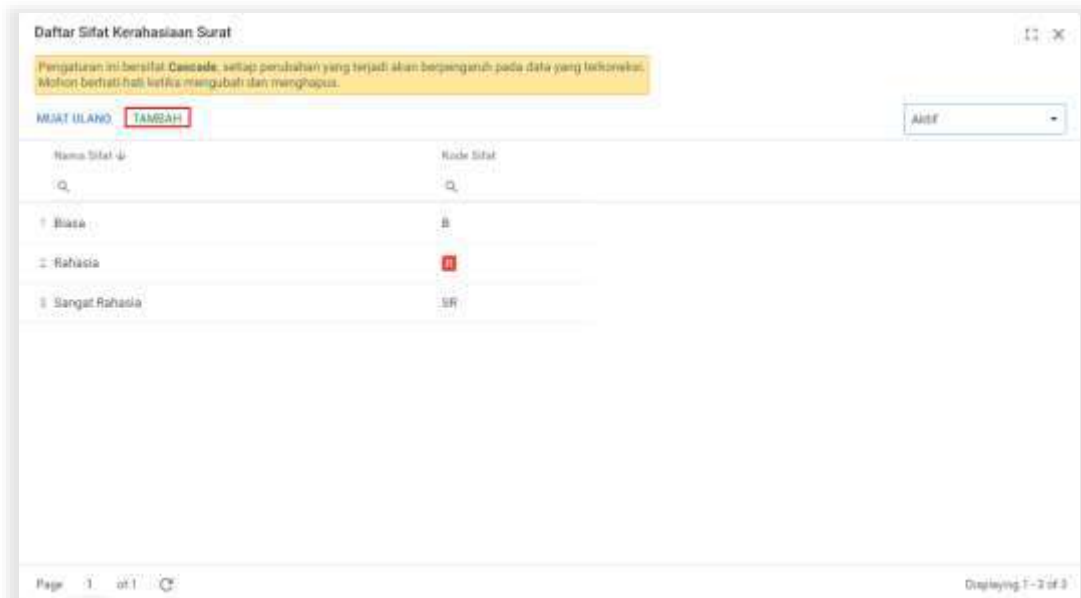 Daftar Sifat Kerahasiaan Surat
Pengaturan ini bersifat Cascade, setiap perubahan yang terjadi akan berpengaruh pada data yang terkoneksi.
Mohon berhati-hati ketika mengubah dan menghapus.
MUAT ULANG TAMBAH Aktif
Nama Sifat Kode Sifat
1 Biasa B
2 Rahasia R
3 Sangat Rahasia SR
Page 1 of 1 Displaying 1 - 3 of 3